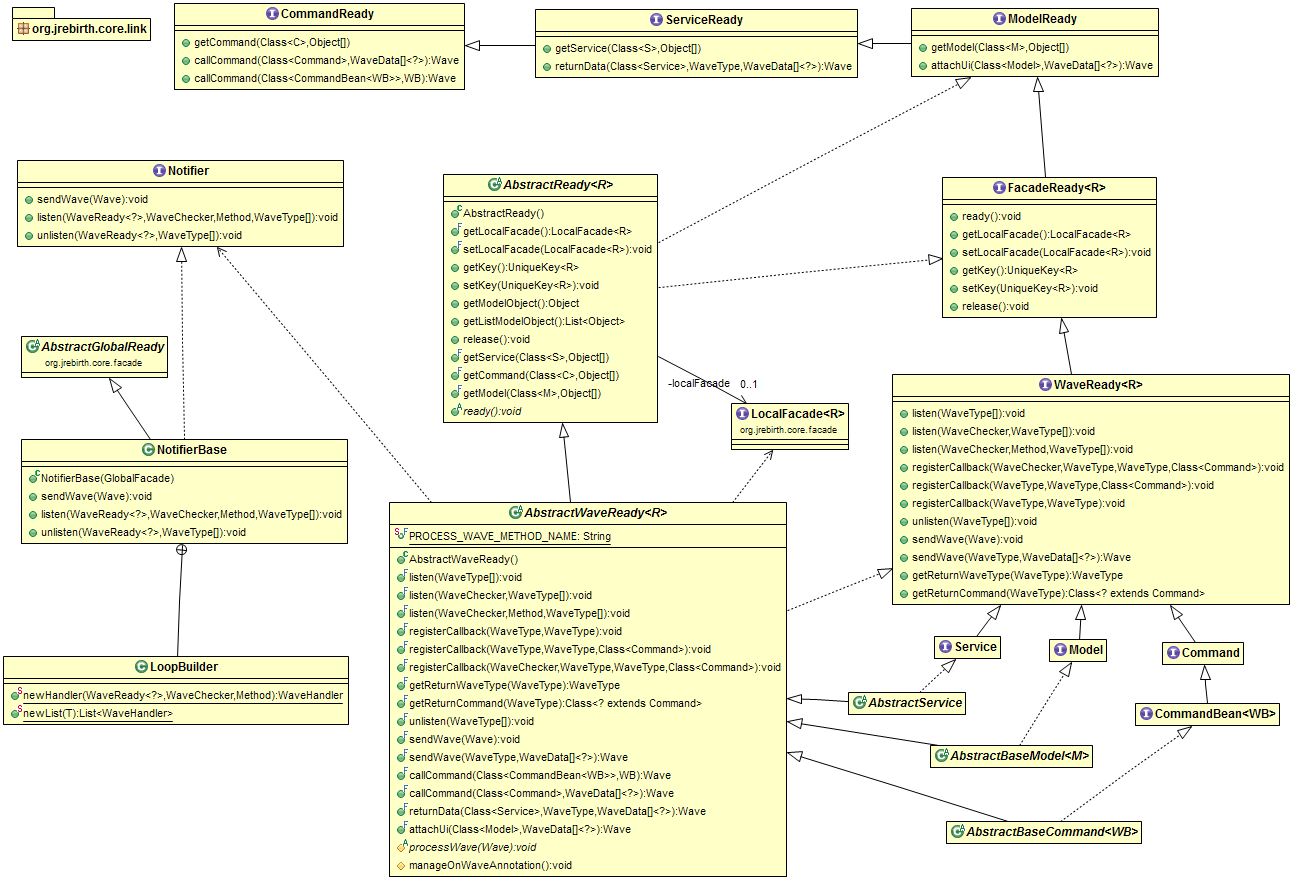 org.jrebirth.core.link
CommandReady
getCommand(Class<C>,Object[])
callCommand(Class<Command>,WaveData[]<?>):Wave
callCommand(Class<CommandBean<WB>>,WB):Wave
ServiceReady
getService(Class<S>,Object[])
returnData(Class<Service>,WaveType,WaveData[]<?>):Wave
ModelReady
getModel(Class<M>,Object[])
attachUi(Class<Model>,WaveData[]<?>):Wave
Notifier
sendWave(Wave):void
listen(WaveReady<?>,WaveChecker,Method,WaveType[]):void
unlisten(WaveReady<?>,WaveType[]):void
AbstractReady<R>
AbstractReady()
getLocalFacade():LocalFacade<R>
setLocalFacade(LocalFacade<R>):void
getKey():UniqueKey<R>
setKey(UniqueKey<R>):void
getModelObject():Object
getListModelObject():List<Object>
release():void
getService(Class<S>,Object[])
getCommand(Class<C>,Object[])
getModel(Class<M>,Object[])
ready():void
FacadeReady<R>
ready():void
getLocalFacade():LocalFacade<R>
setLocalFacade(LocalFacade<R>):void
getKey():UniqueKey<R>
setKey(UniqueKey<R>):void
release():void
AbstractGlobalReady
org.jrebirth.core.facade
-localFacade 0..1
LocalFacade<R>
org.jrebirth.core.facade
WaveReady<R>
listen(WaveType[]):void
listen(WaveChecker,WaveType[]):void
listen(WaveChecker,Method,WaveType[]):void
registerCallback(WaveChecker,WaveType,WaveType,Class<Command>):void
registerCallback(WaveType,WaveType,Class<Command>):void
registerCallback(WaveType,WaveType):void
unlisten(WaveType[]):void
sendWave(Wave):void
sendWave(WaveType,WaveData[]<?>):Wave
getReturnWaveType(WaveType):WaveType
getReturnCommand(WaveType):Class<? extends Command>
NotifierBase
NotifierBase(GlobalFacade)
sendWave(Wave):void
listen(WaveReady<?>,WaveChecker,Method,WaveType[]):void
unlisten(WaveReady<?>,WaveType[]):void
AbstractWaveReady<R>
PROCESS_WAVE_METHOD_NAME: String
AbstractWaveReady()
listen(WaveType[]):void
listen(WaveChecker,WaveType[]):void
listen(WaveChecker,Method,WaveType[]):void
registerCallback(WaveType,WaveType):void
registerCallback(WaveType,WaveType,Class<Command>):void
registerCallback(WaveChecker,WaveType,WaveType,Class<Command>):void
getReturnWaveType(WaveType):WaveType
getReturnCommand(WaveType):Class<? extends Command>
unlisten(WaveType[]):void
sendWave(Wave):void
sendWave(WaveType,WaveData[]<?>):Wave
callCommand(Class<CommandBean<WB>>,WB):Wave
callCommand(Class<Command>,WaveData[]<?>):Wave
returnData(Class<Service>,WaveType,WaveData[]<?>):Wave
attachUi(Class<Model>,WaveData[]<?>):Wave
processWave(Wave):void
manageOnWaveAnnotation():void
LoopBuilder
newHandler(WaveReady<?>,WaveChecker,Method):WaveHandler
newList(T):List<WaveHandler>
Service
Model
Command
AbstractService
CommandBean<WB>
AbstractBaseModel<M>
AbstractBaseCommand<WB>